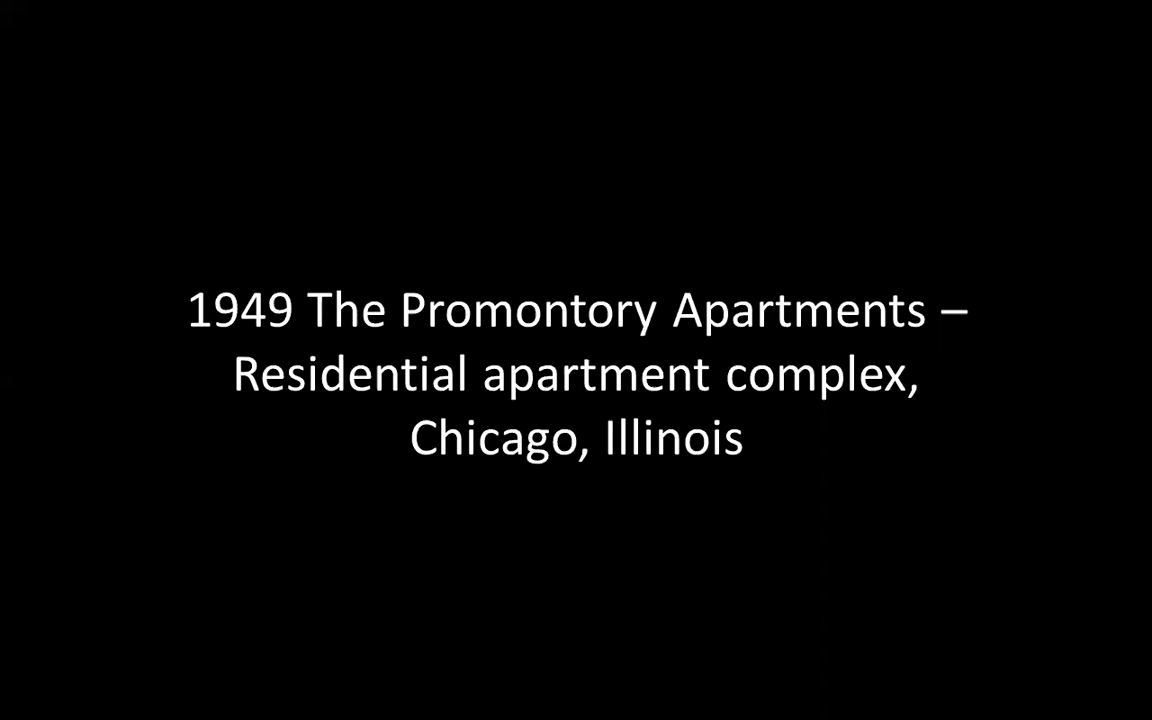 1949 The Promontory Apartments –
Residential apartment complex,
Chicago, Illinois